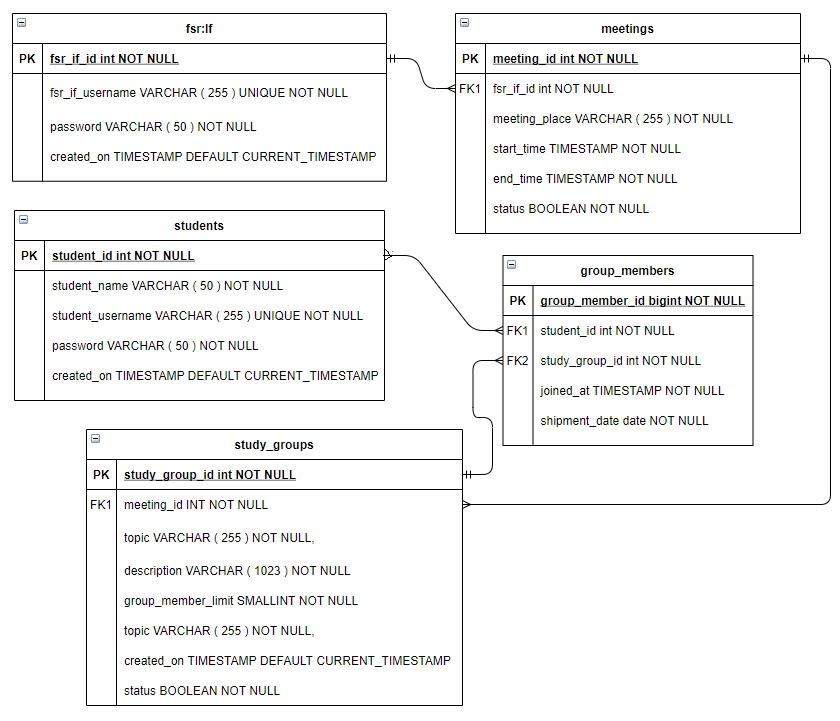 fsr:If
PK fsr_if_id int NOT NULL
fsr_if_username VARCHAR ( 255 ) UNIQUE NOT NULL
password VARCHAR ( 50 ) NOT NULL
created_on TIMESTAMP DEFAULT CURRENT_TIMESTAMP
meetings
PK meeting_id int NOT NULL
FK1 fsr_if_id int NOT NULL
meeting_place VARCHAR ( 255 ) NOT NULL
start_time TIMESTAMP NOT NULL
end_time TIMESTAMP NOT NULL
status BOOLEAN NOT NULL
students
PK student_id int NOT NULL
student_name VARCHAR ( 50 ) NOT NULL
student_username VARCHAR ( 255 ) UNIQUE NOT NULL
password VARCHAR ( 50 ) NOT NULL
created_on TIMESTAMP DEFAULT CURRENT_TIMESTAMP
group_members
PK group_member_id bigint NOT NULL
FK1 student_id int NOT NULL
FK2 study_group_id int NOT NULL
joined_at TIMESTAMP NOT NULL
shipment_date date NOT NULL
study_groups
PK study_group_id int NOT NULL
FK1 meeting_id INT NOT NULL
topic VARCHAR ( 255 ) NOT NULL,
description VARCHAR ( 1023 ) NOT NULL
group_member_limit SMALLINT NOT NULL
topic VARCHAR ( 255 ) NOT NULL,
created_on TIMESTAMP DEFAULT CURRENT_TIMESTAMP
status BOOLEAN NOT NULL